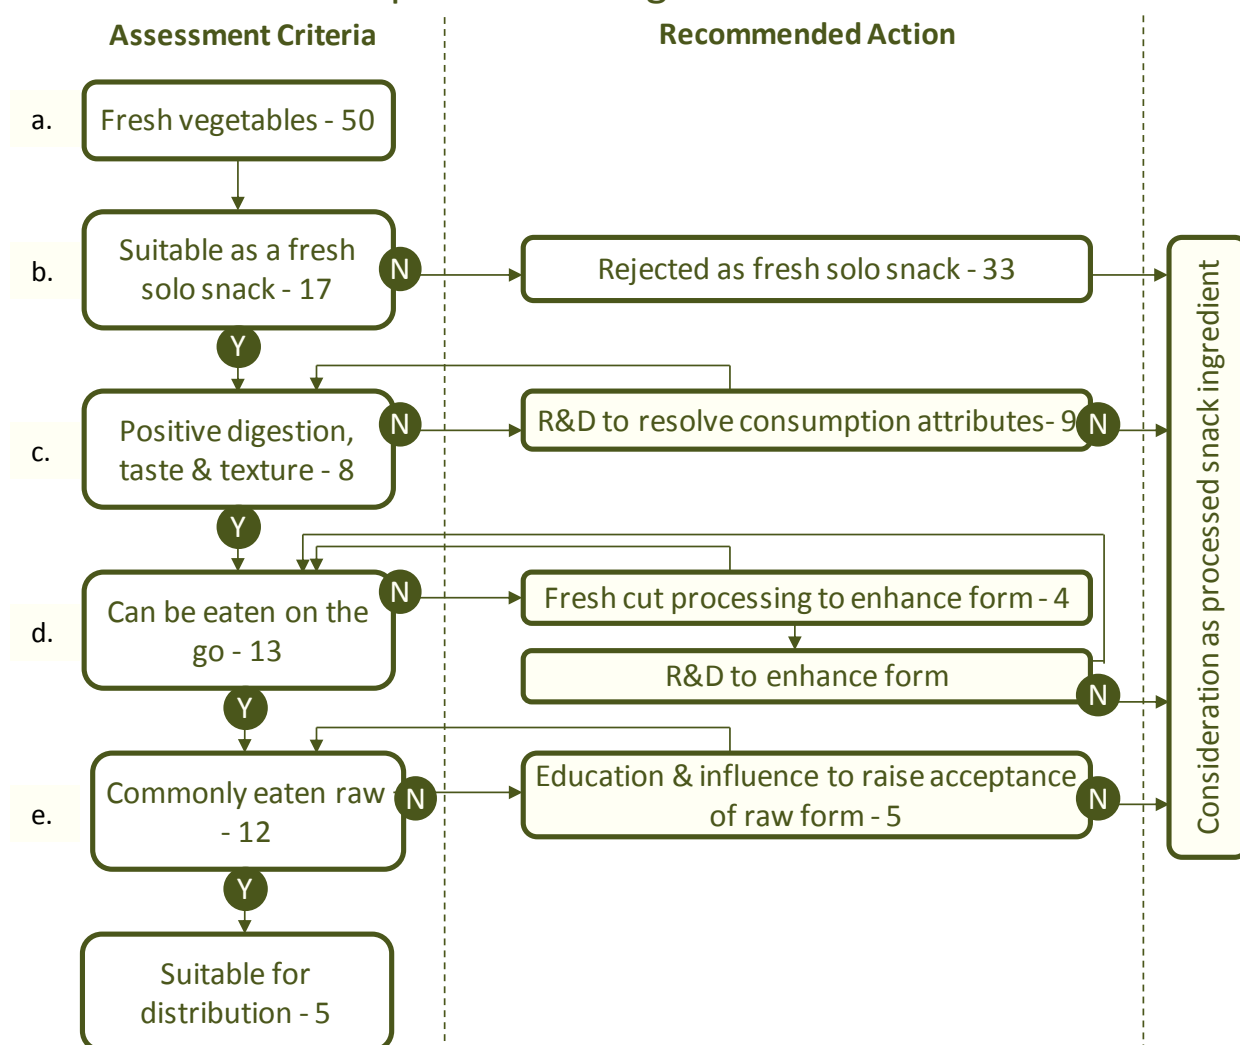 Assessment Criteria
Recommended Action
a.
Fresh vegetables - 50
b.
Suitable as a fresh
solo snack - 17
N
Rejected as fresh solo snack - 33
Y
c.
Positive digestion,
taste & texture - 8
N
R&D to resolve consumption attributes- 9
N
Y
d.
Can be eaten on the
go - 13
N
Fresh cut processing to enhance form - 4
R&D to enhance form
N
Y
e.
Commonly eaten raw
- 12
N
Education & influence to raise acceptance
of raw form - 5
N
Y
Suitable for
distribution - 5
Consideration as processed snack ingredient